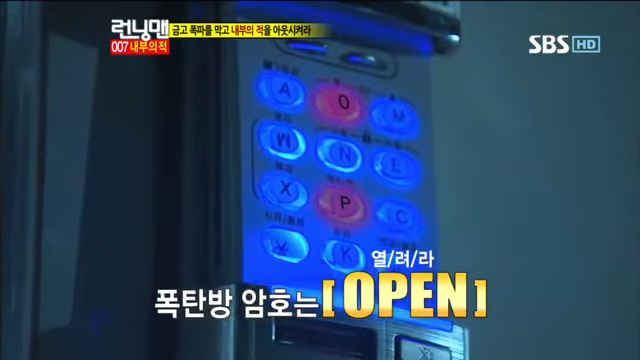 런닝맨 금고 폭파를 막고 내부의 적을 아웃시켜라
007 내부의적
SBS HD
A O M
W N E
X P C
* K
열/려/라
폭탄방 암호는 [OPEN]